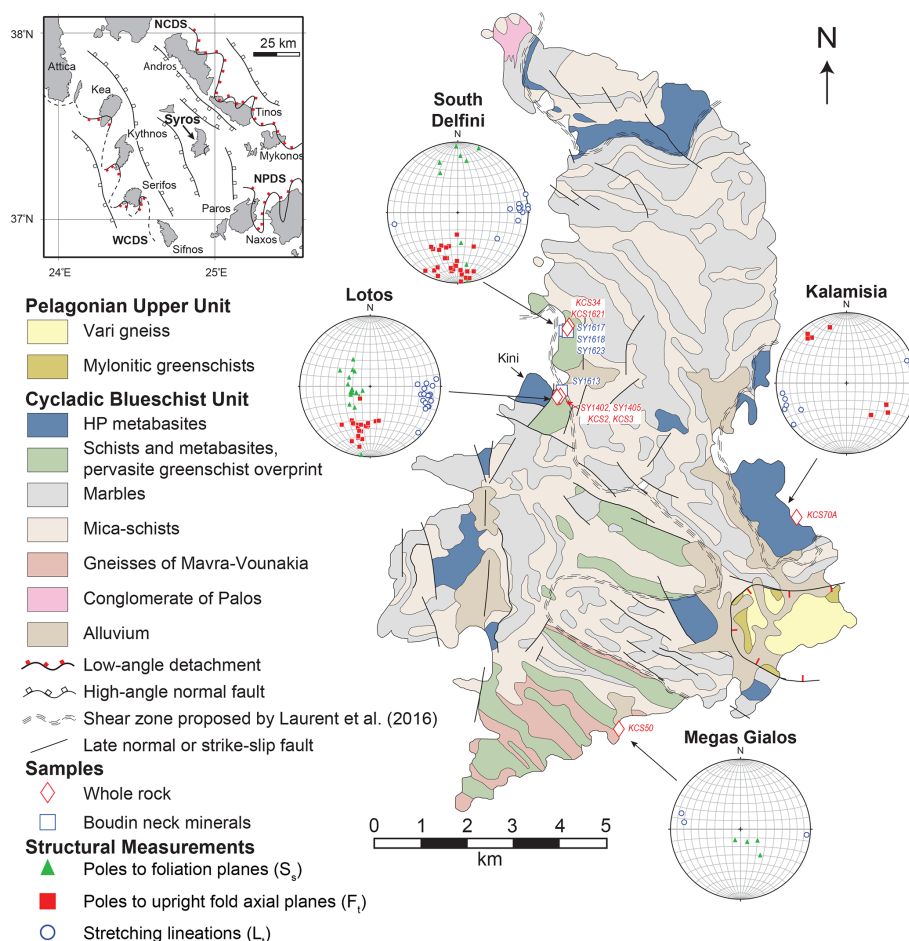 38°N
37°N
24°E
25°E
NCDS
25 km
Attica
Andros
Kea
Tinos
Syros
Kythnos
Mykonos
Serifos
NPDS
Paros
WCDS
Sifnos
Naxos
N
South
Delfini
N
KCS34
KCS1621
SY1617
SY1618
SY1623
Lotos
N
Kini
SY1613
SY1402, SY1405,
KCS2, KCS3
Kalamisia
N
KCS70A
KCS50
Megas Gialos
N
0 1 2 3 4 5
km
Pelagonian Upper Unit
Vari gneiss
Mylonitic greenschists
Cycladic Blueschist Unit
HP metabasites
Schists and metabasites,
pervasite greenschist overprint
Marbles
Mica-schists
Gneisses of Mavra-Vounakia
Conglomerate of Palos
Alluvium
Low-angle detachment
High-angle normal fault
Shear zone proposed by Laurent et al. (2016)
Late normal or strike-slip fault
Samples
Whole rock
Boudin neck minerals
Structural Measurements
Poles to foliation planes (Sₛ)
Poles to upright fold axial planes (Fₜ)
Stretching lineations (Lₜ)